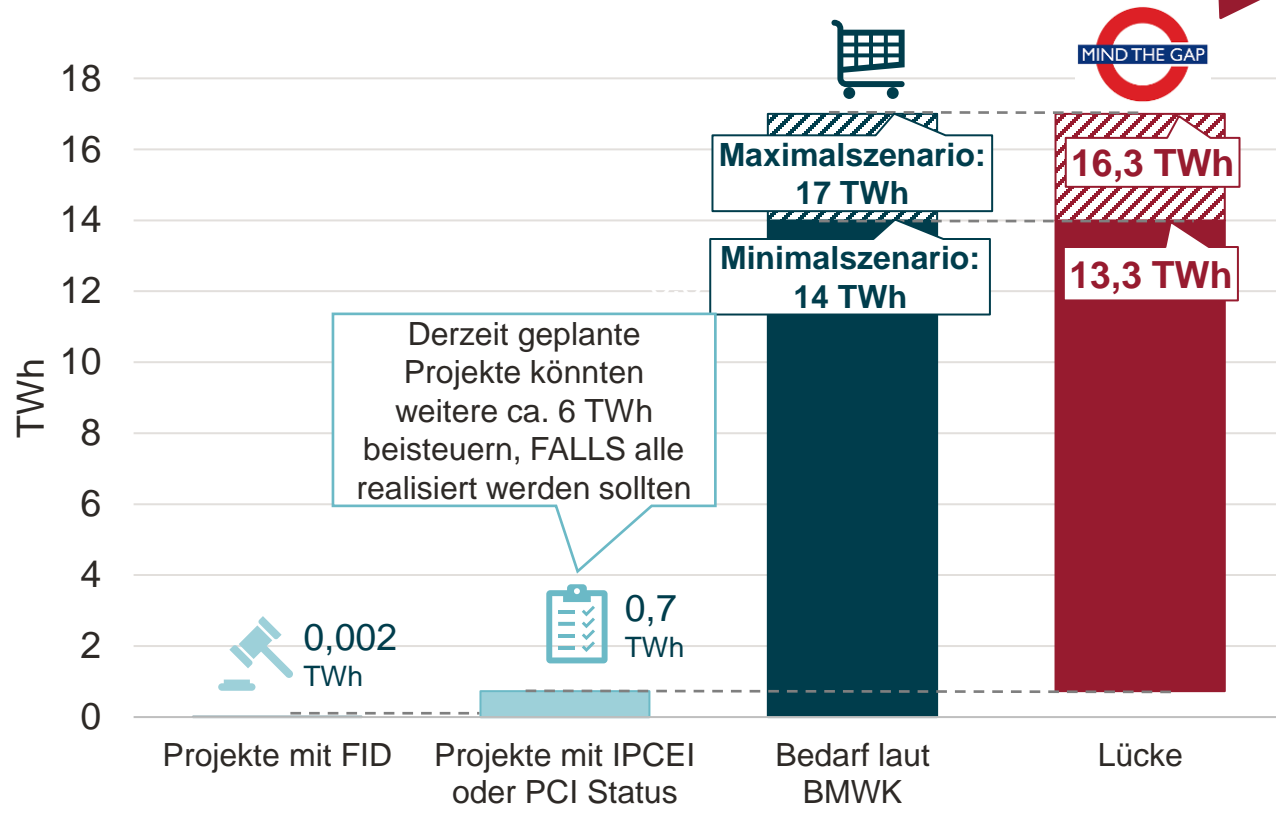 MIND THE GAP
18
16
14
12
10
8
6
4
2
0
TWh
Maximalszenario:
17 TWh
16,3 TWh
Minimalszenario:
14 TWh
13,3 TWh
Derzeit geplante
Projekte könnten
weitere ca. 6 TWh
beisteuern, FALLS alle
realisiert werden sollten
0,002
TWh
0,7
TWh
Projekte mit FID
Projekte mit IPCEI
oder PCI Status
Bedarf laut
BMWK
Lücke